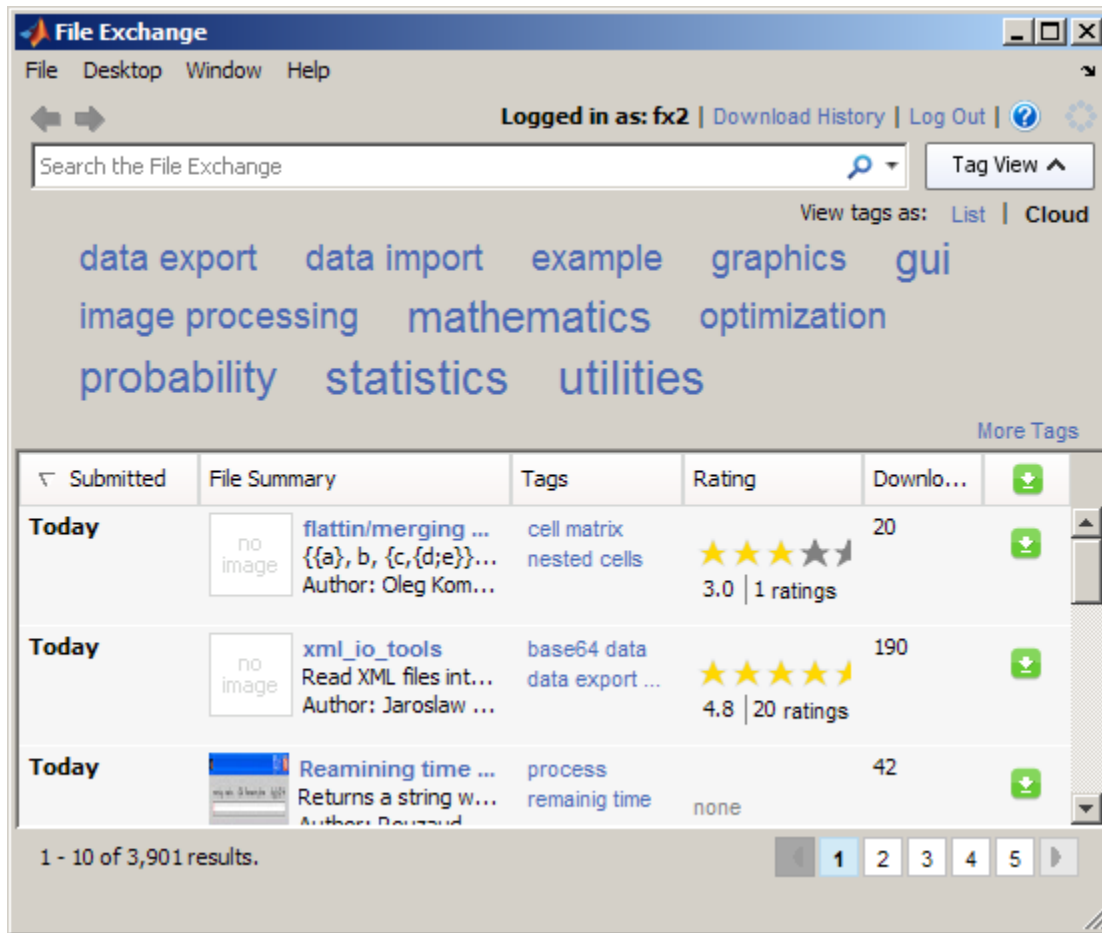 File Exchange
File Desktop Window Help
Logged in as: fx2 | Download History | Log Out |
Search the File Exchange
Tag View
View tags as: List | Cloud
data export data import example graphics gui
image processing mathematics optimization
probability statistics utilities
More Tags
Submitted File Summary Tags Rating Downlo...
Today no image flattin/merging ... cell matrix 20
{{a}, b, {c,{d;e}}... nested cells
Author: Oleg Kom... 3.0 | 1 ratings
Today no image xml_io_tools base64 data 190
Read XML files int... data export ...
Author: Jaroslaw ... 4.8 | 20 ratings
Today Reamining time ... process 42
Returns a string w... remainig time none
Author: Rouzaud
1 - 10 of 3,901 results. 1 2 3 4 5